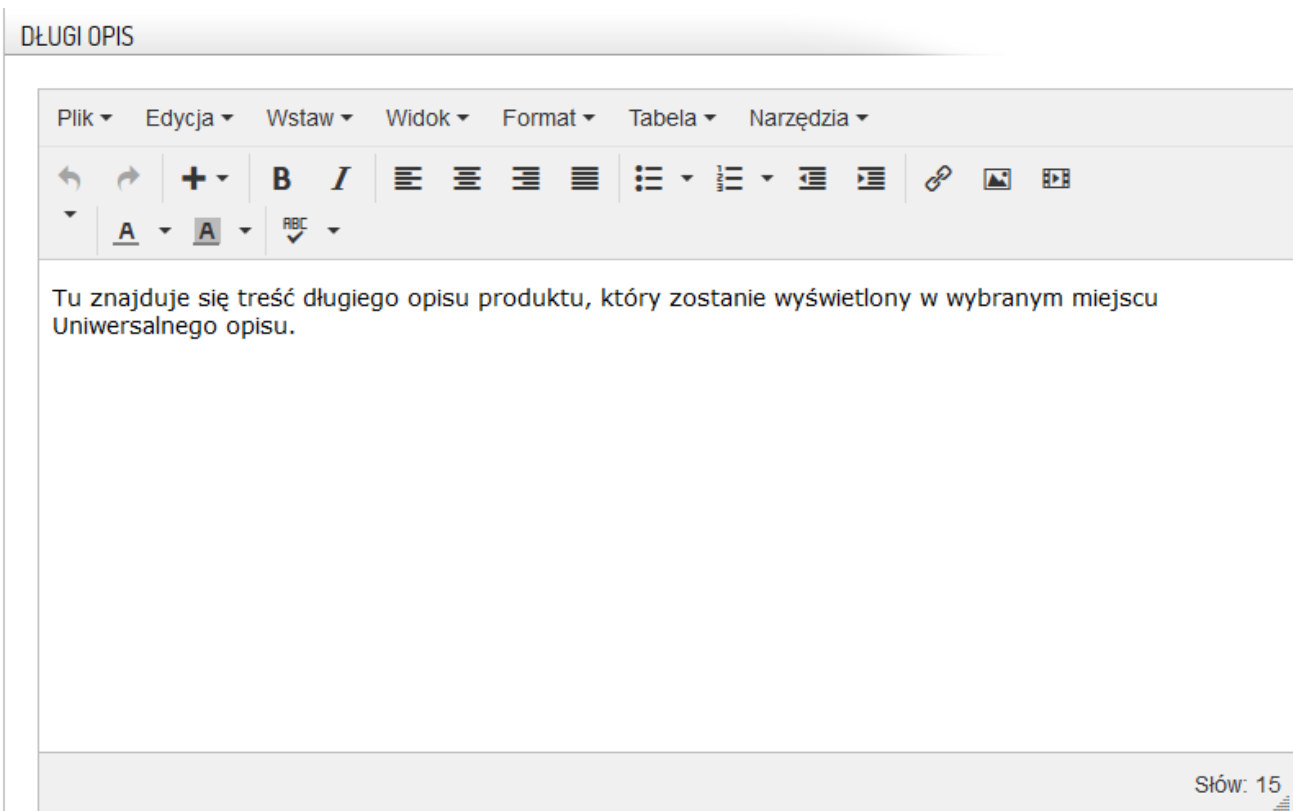 DŁUGI OPIS
Plik Edycja Wstaw Widok Format Tabela Narzędzia
B I
A A ABC
Tu znajduje się treść długiego opisu produktu, który zostanie wyświetlony w wybranym miejscu
Uniwersalnego opisu.
Słów: 15